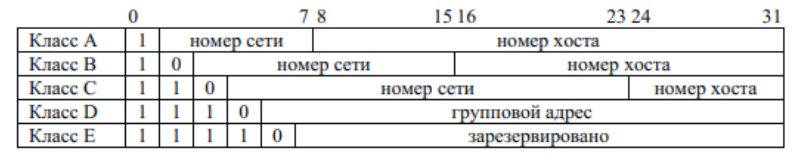 0 7 8 15 16 23 24 31
Класс A 1 номер сети номер хоста
Класс B 1 0 номер сети номер хоста
Класс C 1 1 0 номер сети номер хоста
Класс D 1 1 1 0 групповой адрес
Класс E 1 1 1 1 0 зарезервировано